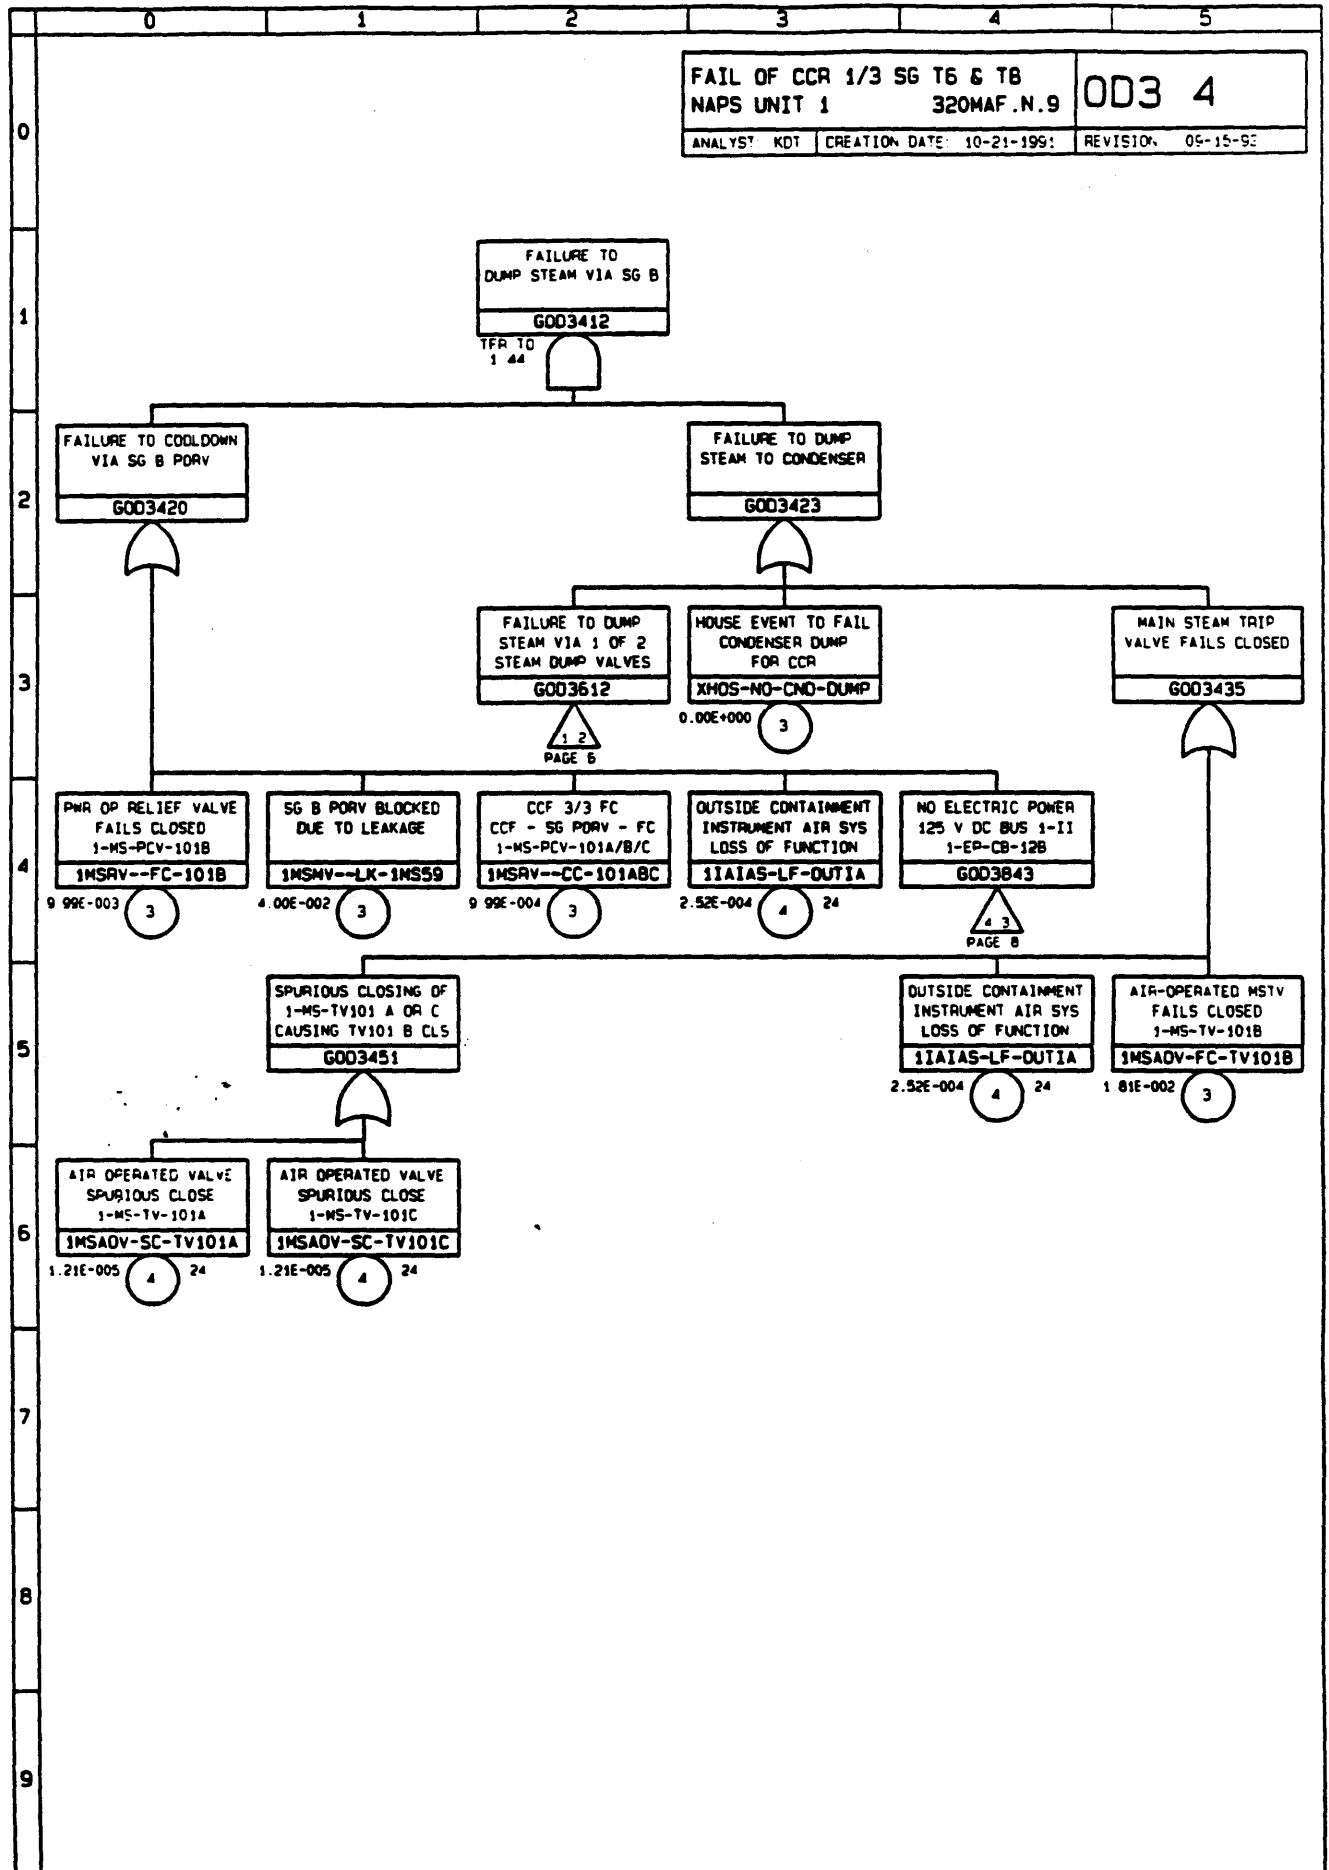 0 1 2 3 4 5
FAIL OF CCR 1/3 SG T6 & T8
NAPS UNIT 1 320MAF.N.9
OD3 4
ANALYST: KDT CREATION DATE: 10-21-1991 REVISION
0
FAILURE TO
DUMP STEAM VIA SG B
GOD3412
TFR TO
1 44
1
FAILURE TO COOLDOWN
VIA SG B PORV
GOD3420
FAILURE TO DUMP
STEAM TO CONDENSER
GOD3423
2
FAILURE TO DUMP
STEAM VIA 1 OF 2
STEAM DUMP VALVES
GOD3612
1 2
PAGE 6
HOUSE EVENT TO FAIL
CONDENSER DUMP
FOR CCR
XHOS-NO-CND-DUMP
0.00E+000 3
MAIN STEAM TRIP
VALVE FAILS CLOSED
GOD3435
3
PWR OP RELIEF VALVE
FAILS CLOSED
1-MS-PCV-101B
1MSRV--FC-101B
9 99E-003 3
SG B PORV BLOCKED
DUE TO LEAKAGE
1MSMV--LK-1MS59
4.00E-002 3
CCF 3/3 FC
CCF - SG PORV - FC
1-MS-PCV-101A/B/C
1MSRV--CC-101ABC
9 99E-004 3
OUTSIDE CONTAINMENT
INSTRUMENT AIR SYS
LOSS OF FUNCTION
1IAIAS-LF-OUTIA
2.52E-004 4 24
NO ELECTRIC POWER
125 V DC BUS 1-II
1-EP-CB-12B
GOD3843
4 3
PAGE 8
4
SPURIOUS CLOSING OF
1-MS-TV101 A OR C
CAUSING TV101 B CLS
GOD3451
OUTSIDE CONTAINMENT
INSTRUMENT AIR SYS
LOSS OF FUNCTION
1IAIAS-LF-OUTIA
2.52E-004 4 24
AIR-OPERATED MSTV
FAILS CLOSED
1-MS-TV-101B
1MSAOV-FC-TV101B
1.81E-002 3
5
AIR OPERATED VALVE
SPURIOUS CLOSE
1-MS-TV-101A
1MSAOV-SC-TV101A
1.21E-005 4 24
AIR OPERATED VALVE
SPURIOUS CLOSE
1-MS-TV-101C
1MSAOV-SC-TV101C
1.21E-005 4 24
6
7
8
9